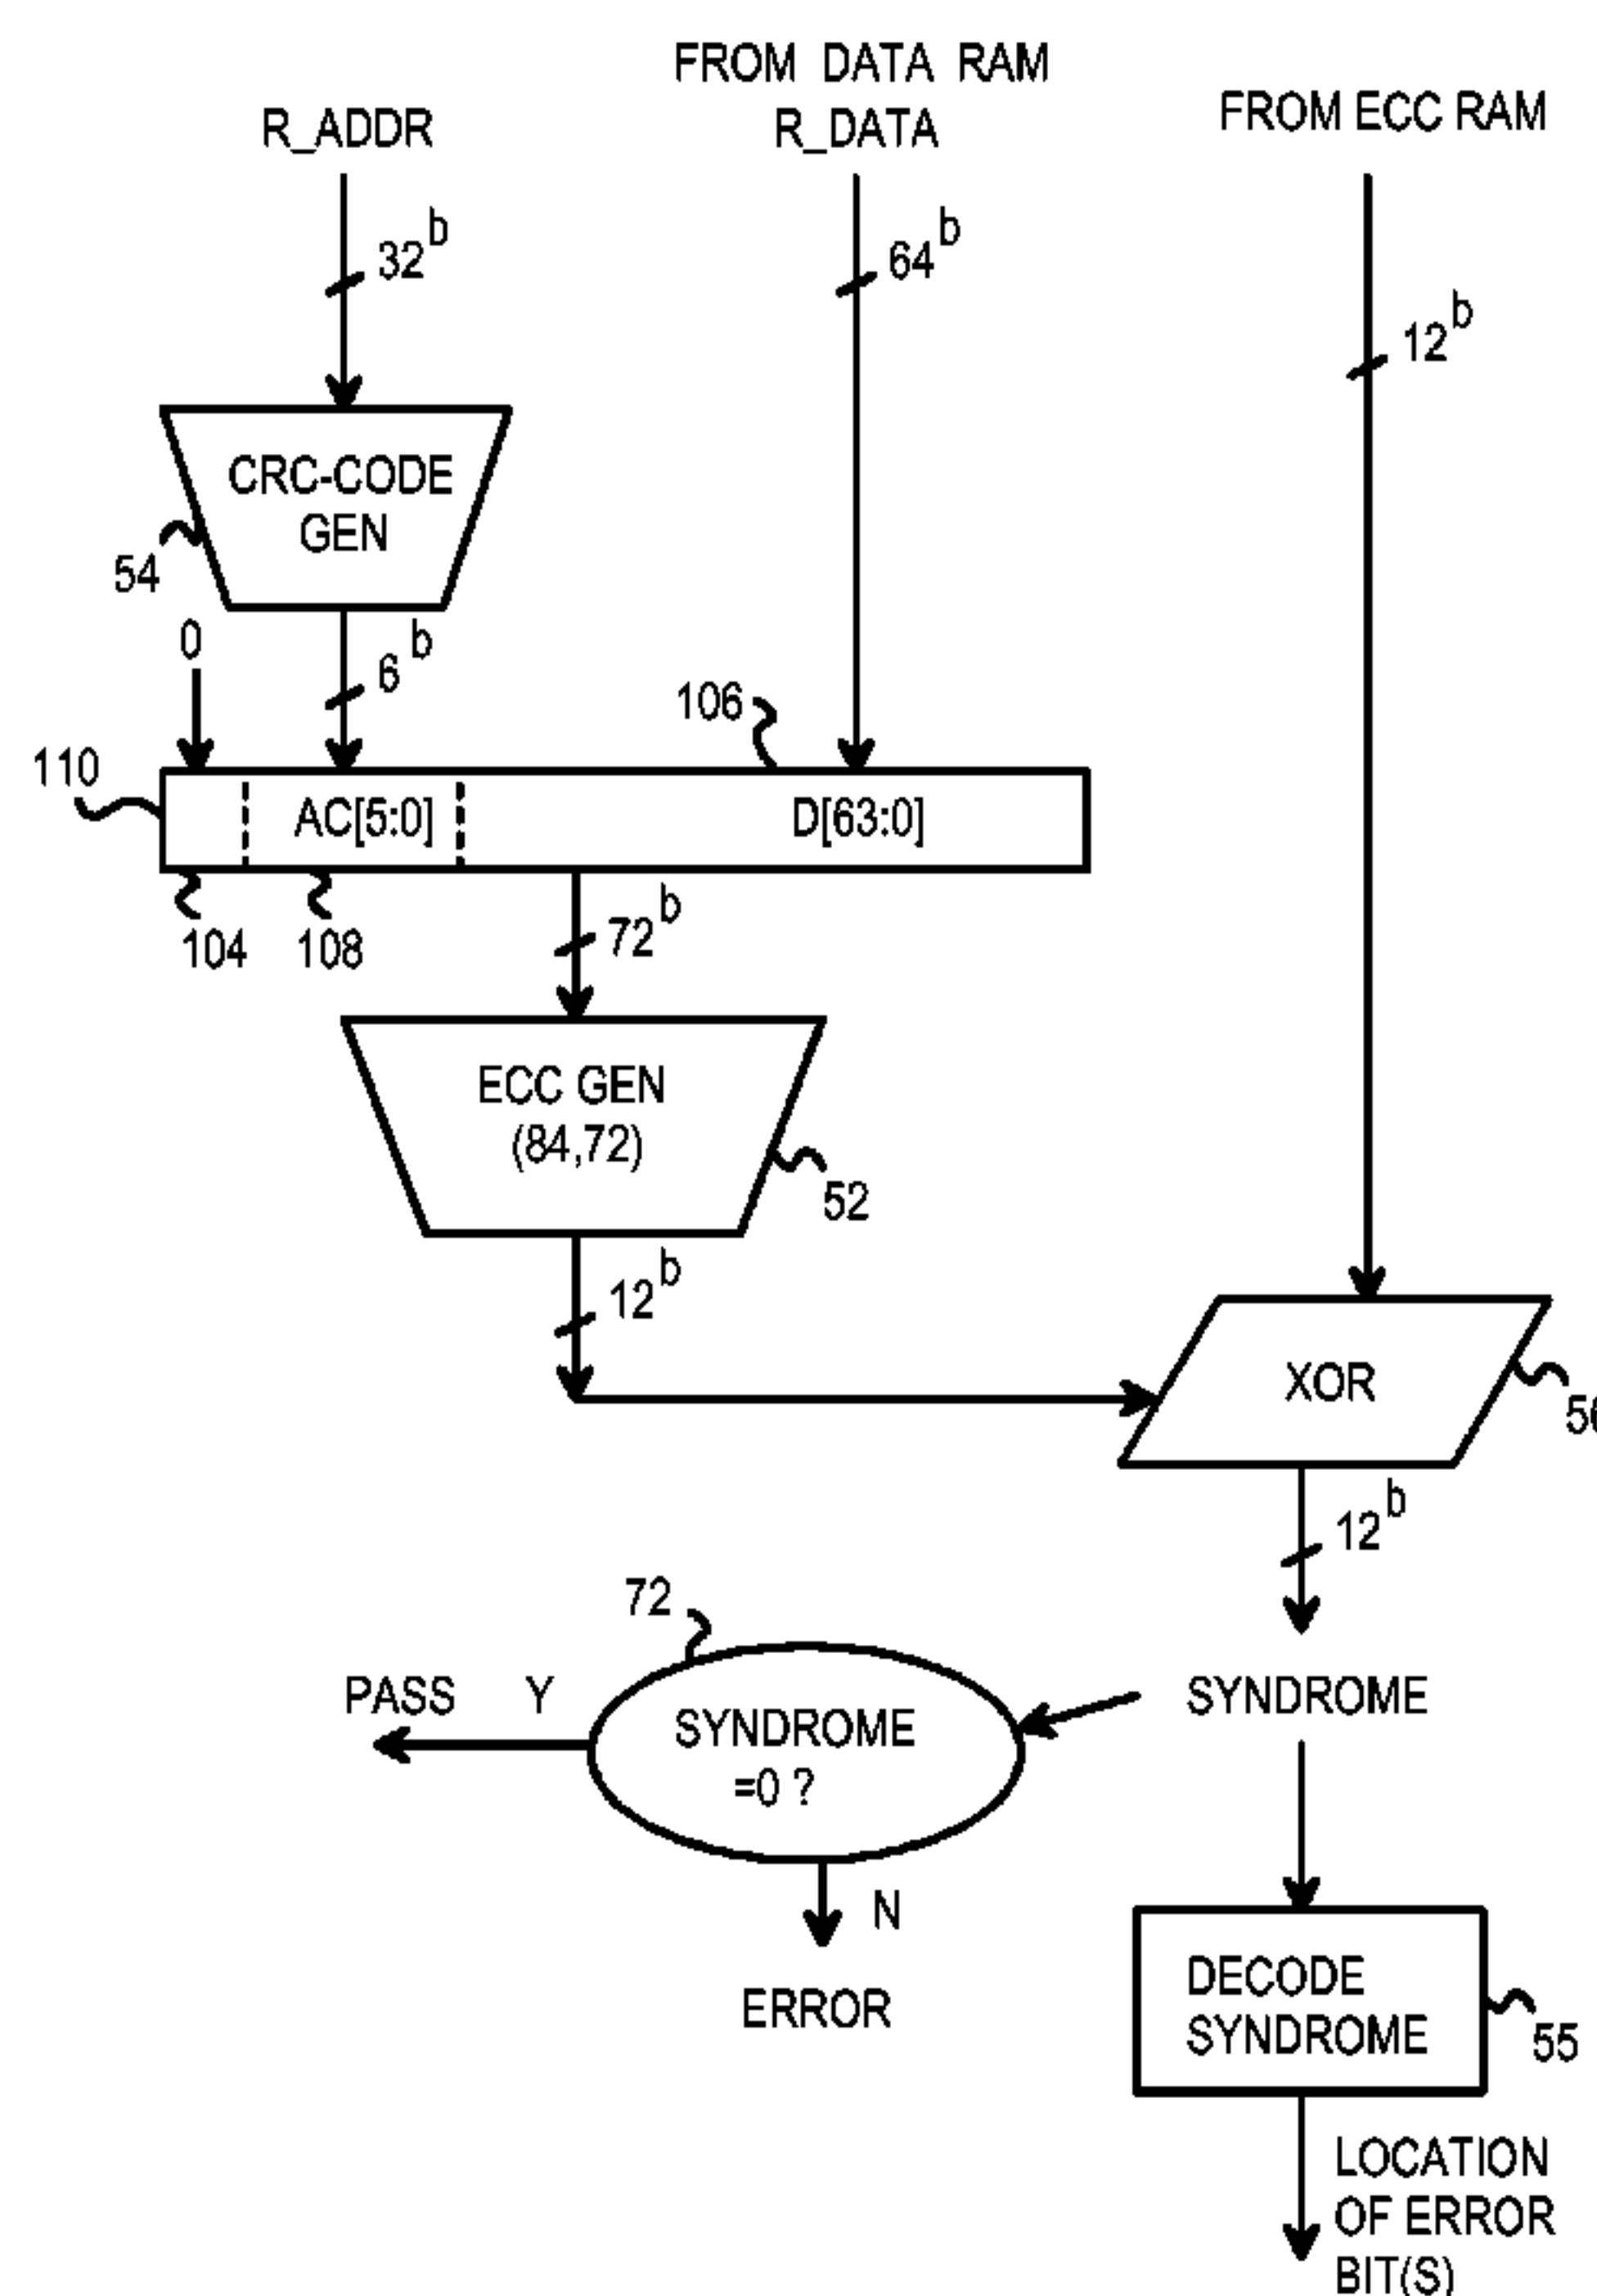 FROM DATA RAM
R_ADDR
R_DATA
FROM ECC RAM
32b
64b
12b
CRC-CODE
GEN
54
0
6b
106
110
AC[5:0]
D[63:0]
104
108
72b
ECC GEN
(84,72)
52
12b
XOR
12b
72
PASS
Y
SYNDROME
=0 ?
SYNDROME
N
ERROR
DECODE
SYNDROME
55
LOCATION
OF ERROR
BIT(S)